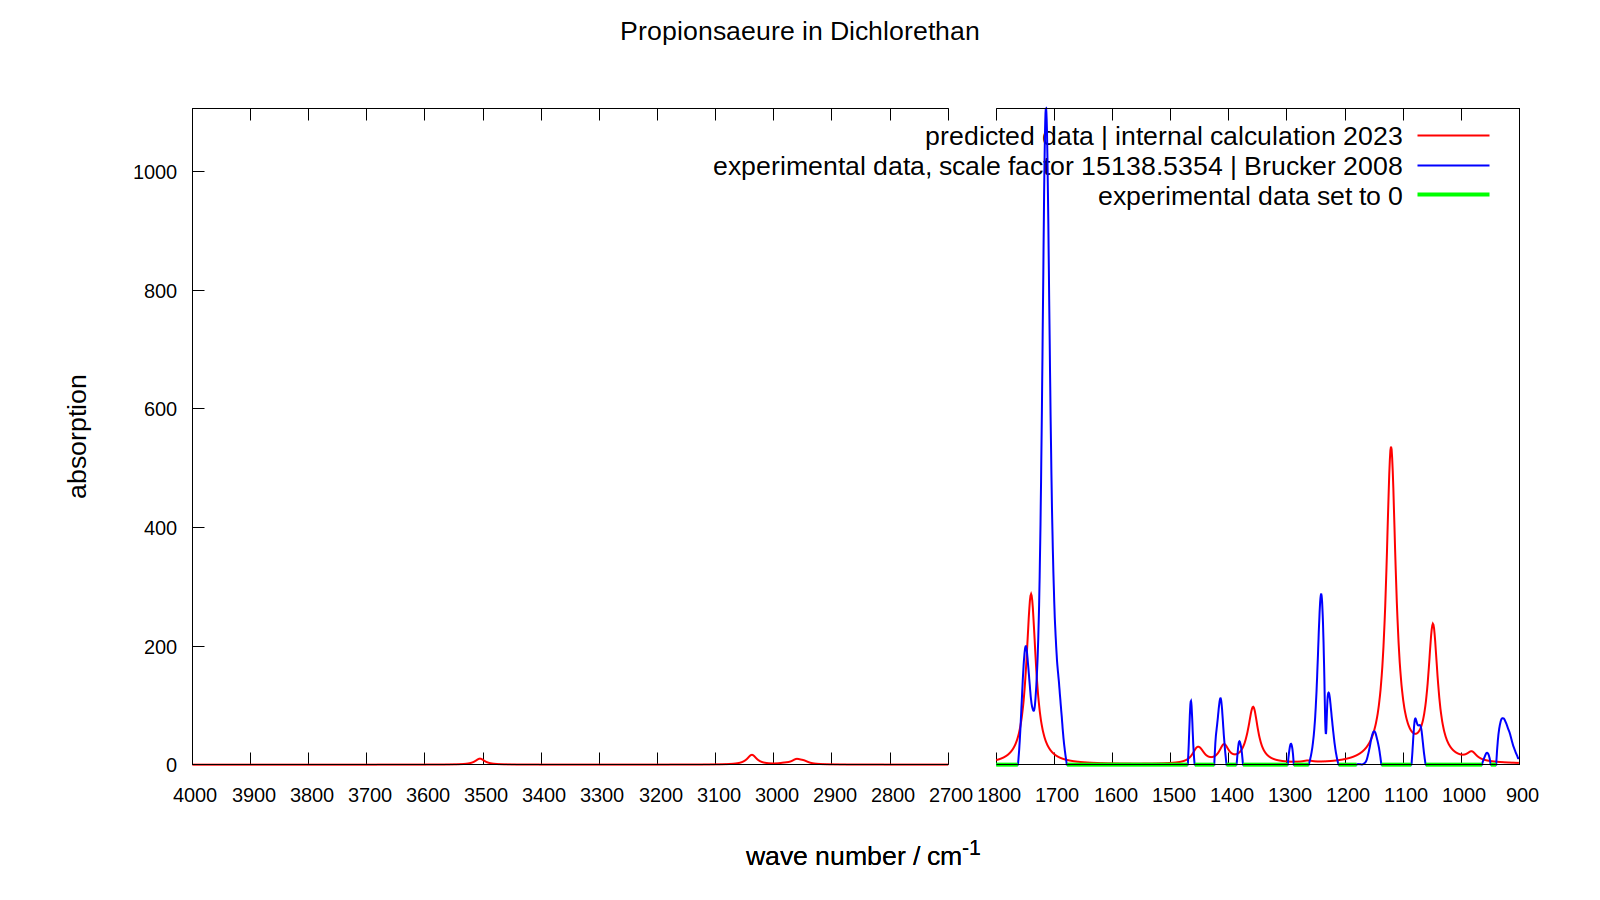 Propionsaeure in Dichlorethan
predicted data | internal calculation 2023
experimental data, scale factor 15138.5354 | Brucker 2008
experimental data set to 0
1000
800
600
400
200
0
absorption
4000 3900 3800 3700 3600 3500 3400 3300 3200 3100 3000 2900 2800 2700 1800 1700 1600 1500 1400 1300 1200 1100 1000 900
wave number / cm-1